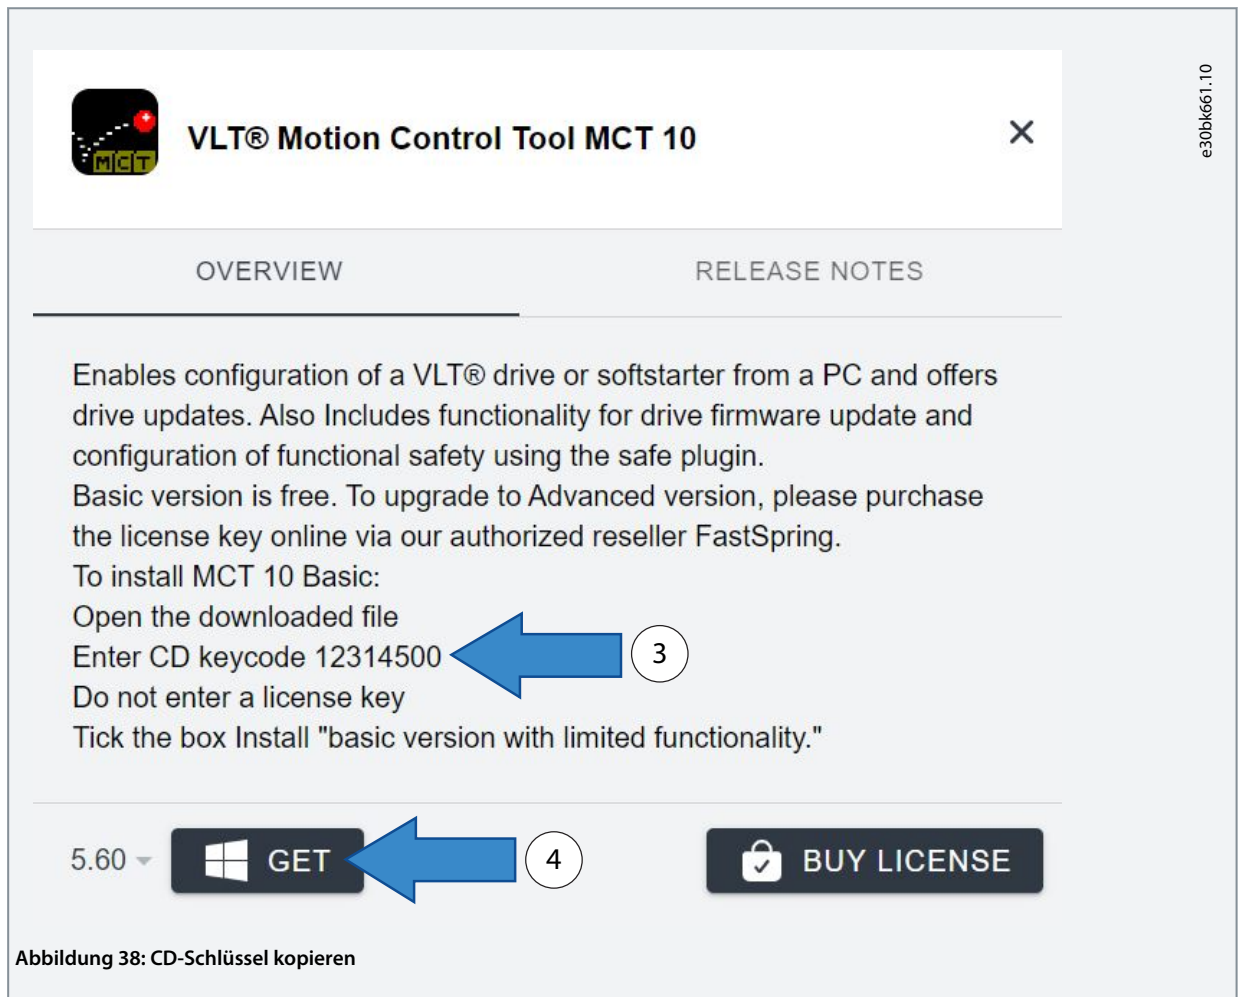 e30bk661.10
MCT
VLT® Motion Control Tool MCT 10
OVERVIEW
RELEASE NOTES
Enables configuration of a VLT® drive or softstarter from a PC and offers
drive updates. Also Includes functionality for drive firmware update and
configuration of functional safety using the safe plugin.
Basic version is free. To upgrade to Advanced version, please purchase
the license key online via our authorized reseller FastSpring.
To install MCT 10 Basic:
Open the downloaded file
Enter CD keycode 12314500
3
Do not enter a license key
Tick the box Install "basic version with limited functionality."
5.60
GET
4
BUY LICENSE
Abbildung 38: CD-Schlüssel kopieren